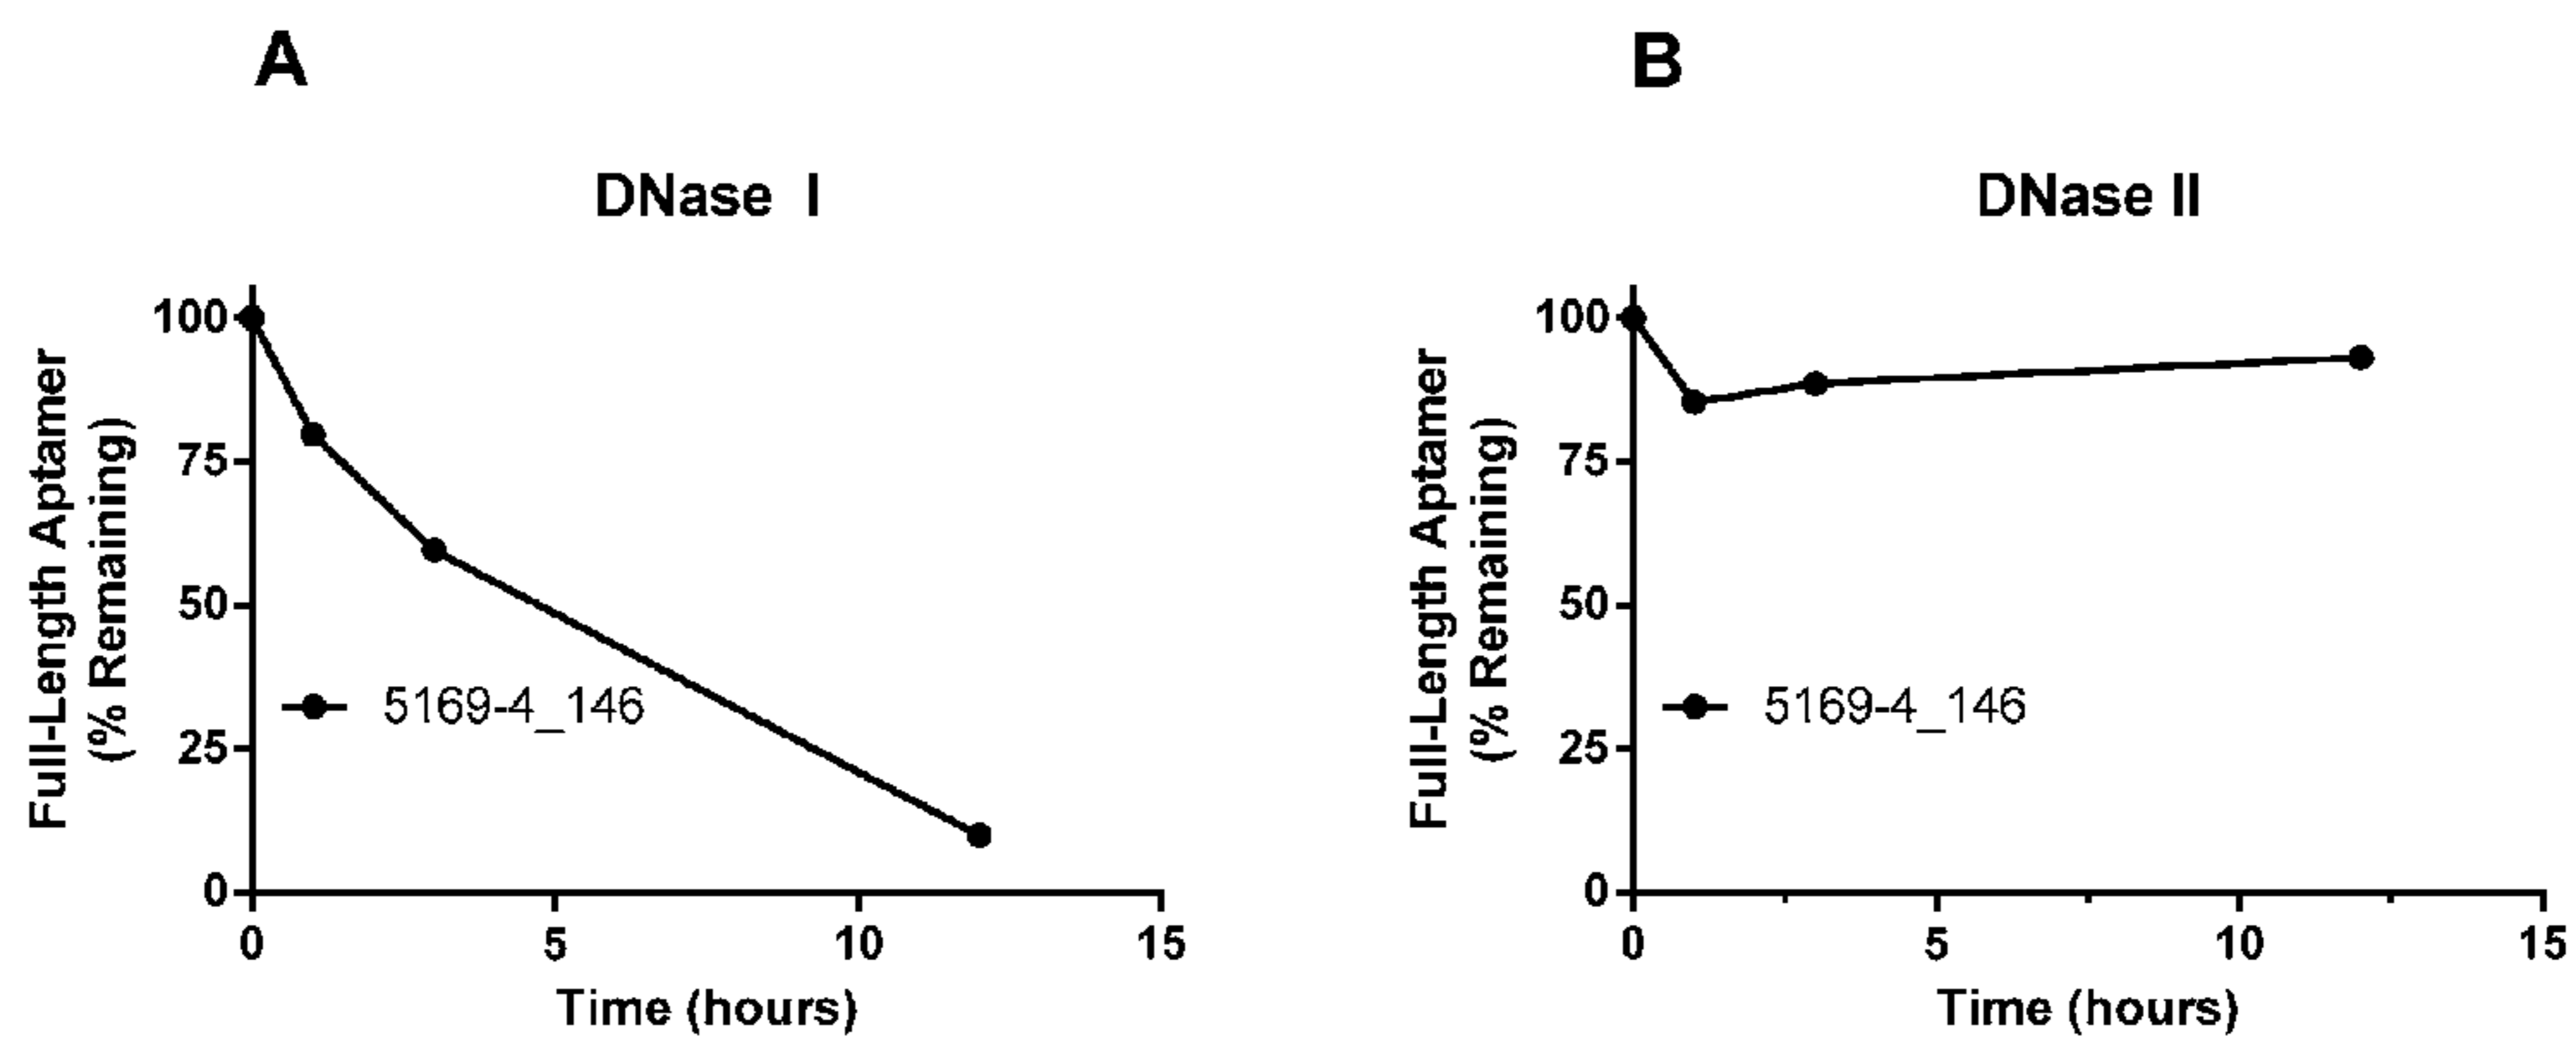 A
DNase I
Full-Length Aptamer
(% Remaining)
100
75
50
25
0
5169-4_146
0 5 10 15
Time (hours)
B
DNase II
Full-Length Aptamer
(% Remaining)
100
75
50
25
0
5169-4_146
0 5 10 15
Time (hours)